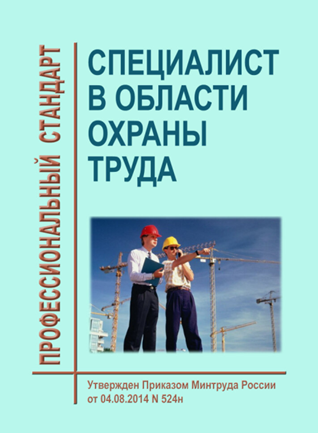 ПРОФЕССИОНАЛЬНЫЙ СТАНДАРТ
СПЕЦИАЛИСТ
В ОБЛАСТИ
ОХРАНЫ
ТРУДА
Утвержден Приказом Минтруда России
от 04.08.2014 N 524н